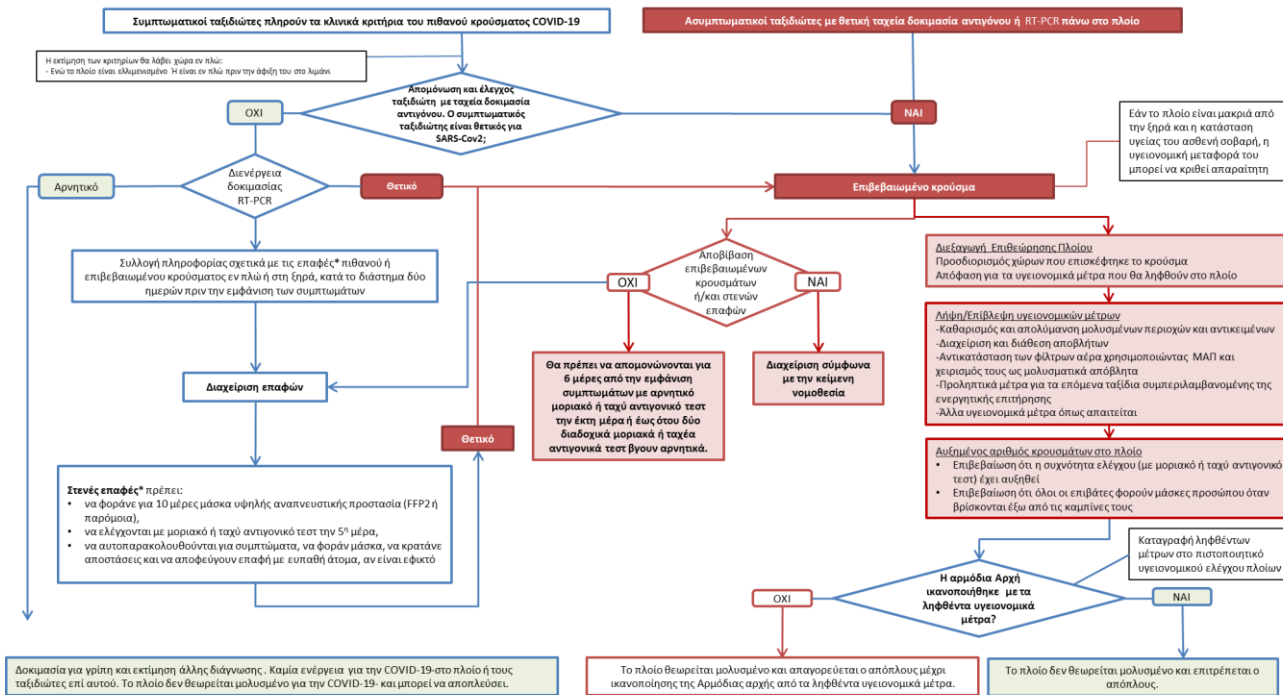 Συμπτωματικοί ταξιδιώτες πληρούν τα κλινικά κριτήρια του πιθανού κρούσματος COVID-19
Ασυμπτωματικοί ταξιδιώτες με θετική ταχεία δοκιμασία αντιγόνου ή RT-PCR πάνω στο πλοίο
Η εκτίμηση των κριτηρίων θα λάβει χώρα εν πλώ:
- Ενώ το πλοίο είναι ελλιμενισμένο Ή είναι εν πλώ πριν την άφιξη του στο λιμάνι
Απομόνωση και έλεγχος
ταξιδιώτη με ταχεία δοκιμασία
αντιγόνου. Ο συμπτωματικός
ταξιδιώτης είναι θετικός για
SARS-Cov2;
ΟΧΙ
ΝΑΙ
Εάν το πλοίο είναι μακριά από
την ξηρά και η κατάσταση
υγείας του ασθενή σοβαρή, η
υγειονομική μεταφορά του
μπορεί να κριθεί απαραίτητη
Αρνητικό
Διενέργεια
δοκιμασίας
RT-PCR
Θετικό
Επιβεβαιωμένο κρούσμα
Συλλογή πληροφορίας σχετικά με τις επαφές* πιθανού ή
επιβεβαιωμένου κρούσματος εν πλώ ή στη ξηρά, κατά το διάστημα δύο
ημερών πριν την εμφάνιση των συμπτωμάτων
Αποβίβαση
επιβεβαιωμένων
κρουσμάτων
ή/και στενών
επαφών
ΟΧΙ
ΝΑΙ
Διεξαγωγή Επιθεώρησης Πλοίου
Προσδιορισμός χώρων που επισκέφτηκε το κρούσμα
Απόφαση για τα υγειονομικά μέτρα που θα ληφθούν στο πλοίο
Λήψη/Επίβλεψη υγειονομικών μέτρων
-Καθαρισμός και απολύμανση μολυσμένων περιοχών και αντικειμένων
-Διαχείριση και διάθεση αποβλήτων
-Αντικατάσταση των φίλτρων αέρα χρησιμοποιώντας ΜΑΠ και
χειρισμός τους ως μολυσματικά απόβλητα
-Προληπτικά μέτρα για τα επόμενα ταξίδια συμπεριλαμβανομένης της
ενεργητικής επιτήρησης
-Άλλα υγειονομικά μέτρα όπως απαιτείται
Διαχείριση επαφών
Θα πρέπει να απομονώνονται για
6 μέρες από την εμφάνιση
συμπτωμάτων με αρνητικό
μοριακό ή ταχύ αντιγονικό τεστ
την έκτη μέρα ή έως ότου δύο
διαδοχικά μοριακά ή ταχέα
αντιγονικά τεστ βγουν αρνητικά.
Διαχείριση σύμφωνα
με την κείμενη
νομοθεσία
Θετικό
Αυξημένος αριθμός κρουσμάτων στο πλοίο
• Επιβεβαίωση ότι η συχνότητα ελέγχου (με μοριακό ή ταχύ αντιγονικό
τεστ) έχει αυξηθεί
• Επιβεβαίωση ότι όλοι οι επιβάτες φορούν μάσκες προσώπου όταν
βρίσκονται έξω από τις καμπίνες τους
Στενές επαφές* πρέπει:
• να φοράνε για 10 μέρες μάσκα υψηλής αναπνευστικής προστασία (FFP2 ή
παρόμοια),
• να ελέγχονται με μοριακό ή ταχύ αντιγονικό τεστ την 5η μέρα,
• να αυτοπαρακολουθούνται για συμπτώματα, να φοράν μάσκα, να κρατάνε
αποστάσεις και να αποφεύγουν επαφή με ευπαθή άτομα, αν είναι εφικτό
Καταγραφή ληφθέντων
μέτρων στο πιστοποιητικό
υγειονομικού ελέγχου πλοίων
Η αρμόδια Αρχή
ικανοποιήθηκε με τα
ληφθέντα υγειονομικά
μέτρα?
ΟΧΙ
ΝΑΙ
Δοκιμασία για γρίπη και εκτίμηση άλλης διάγνωσης . Καμία ενέργεια για την COVID-19-στο πλοίο ή τους
ταξιδιώτες επί αυτού. Το πλοίο δεν θεωρείται μολυσμένο για την COVID-19- και μπορεί να αποπλεύσει.
Το πλοίο θεωρείται μολυσμένο και απαγορεύεται ο απόπλους μέχρι
ικανοποίησης της Αρμόδιας αρχής από τα ληφθέντα υγειονομικά μέτρα.
Το πλοίο δεν θεωρείται μολυσμένο και επιτρέπεται ο
απόπλους.